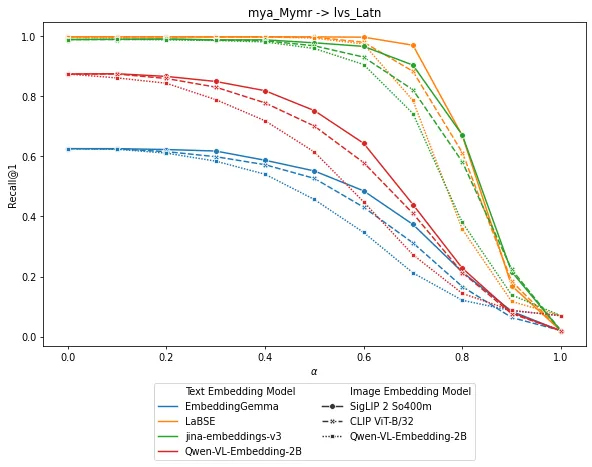 mya_Mymr -> lvs_Latn
Recall@1
1.0
0.8
0.6
0.4
0.2
0.0
0.0 0.2 0.4 0.6 0.8 1.0
α
Text Embedding Model Image Embedding Model
EmbeddingGemma SigLIP 2 So400m
LaBSE CLIP ViT-B/32
jina-embeddings-v3 Qwen-VL-Embedding-2B
Qwen-VL-Embedding-2B